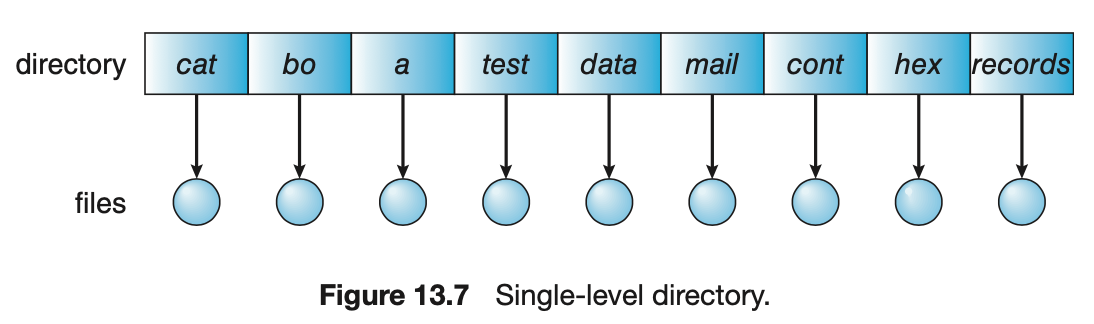 directory cat bo a test data mail cont hex records
files
Figure 13.7 Single-level directory.